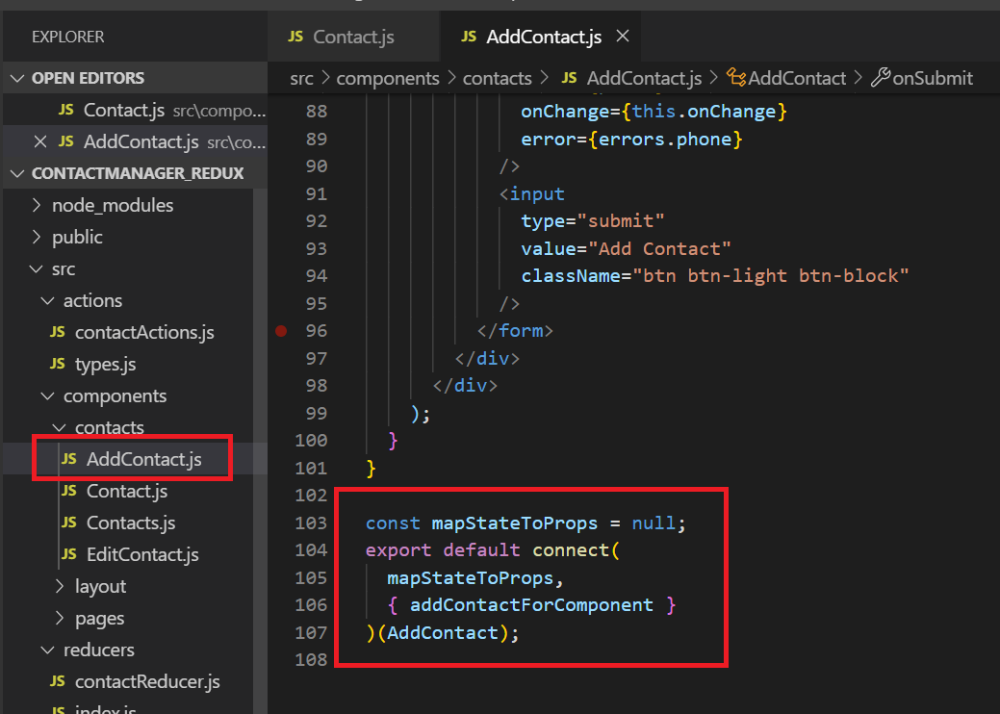 EXPLORER
JS Contact.js
JS AddContact.js
OPEN EDITORS
JS Contact.js src\compo...
JS AddContact.js src\co...
CONTACTMANAGER_REDUX
node_modules
public
src
actions
JS contactActions.js
JS types.js
components
contacts
JS AddContact.js
JS Contact.js
JS Contacts.js
JS EditContact.js
layout
pages
reducers
JS contactReducer.js
JS index.js
src > components > contacts > JS AddContact.js > AddContact > onSubmit
88 onChange={this.onChange}
89 error={errors.phone}
90 />
91 <input
92 type="submit"
93 value="Add Contact"
94 className="btn btn-light btn-block"
95 />
96 </form>
97 </div>
98 </div>
99 );
100 }
101 }
102
103 const mapStateToProps = null;
104 export default connect(
105 mapStateToProps,
106 { addContactForComponent }
107 )(AddContact);
108